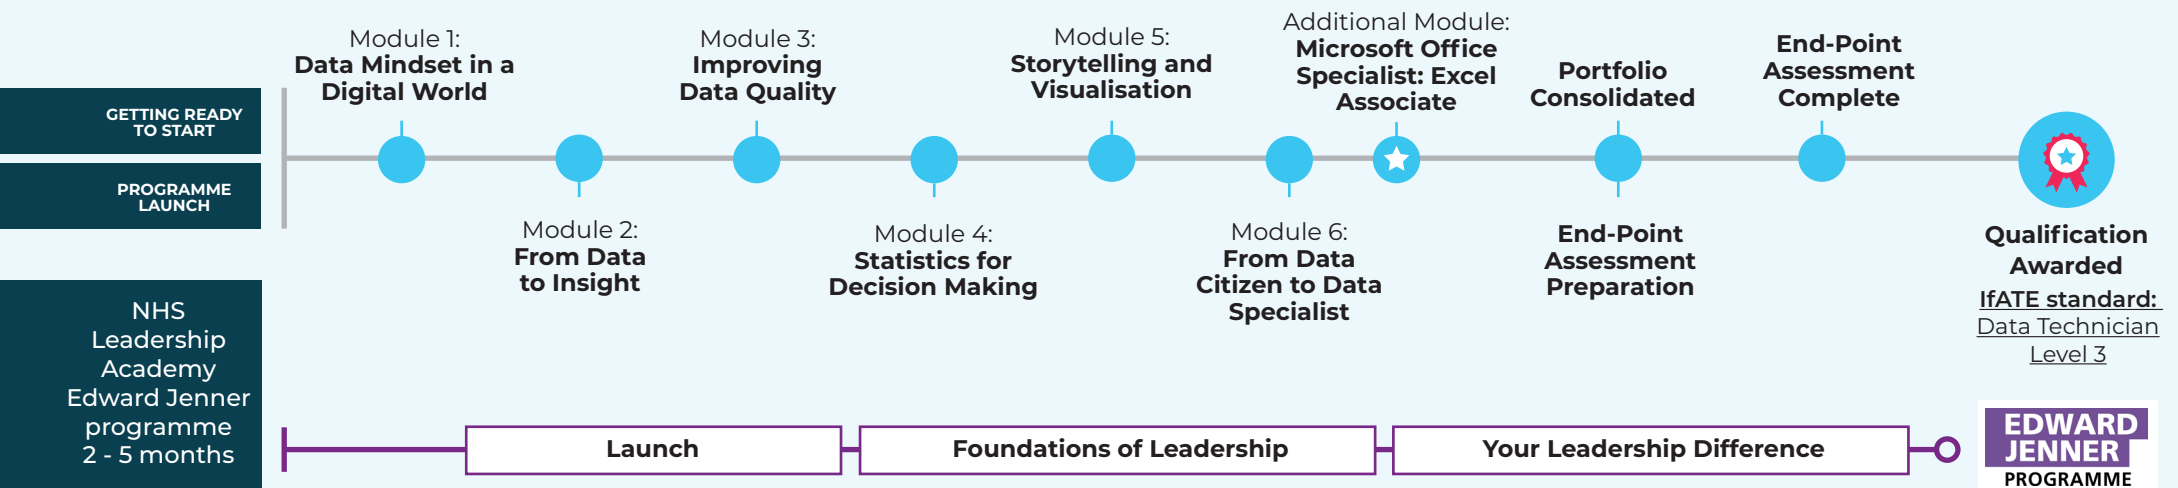 GETTING READY
TO START
PROGRAMME
LAUNCH
Module 1:
Data Mindset in a
Digital World
Module 2:
From Data
to Insight
Module 3:
Improving
Data Quality
Module 4:
Statistics for
Decision Making
Module 5:
Storytelling and
Visualisation
Module 6:
From Data
Citizen to Data
Specialist
Additional Module:
Microsoft Office
Specialist: Excel
Associate
Portfolio
Consolidated
End-Point
Assessment
Preparation
End-Point
Assessment
Complete
Qualification
Awarded
IfATE standard:
Data Technician
Level 3
NHS
Leadership
Academy
Edward Jenner
programme
2 - 5 months
Launch
Foundations of Leadership
Your Leadership Difference
EDWARD
JENNER
PROGRAMME